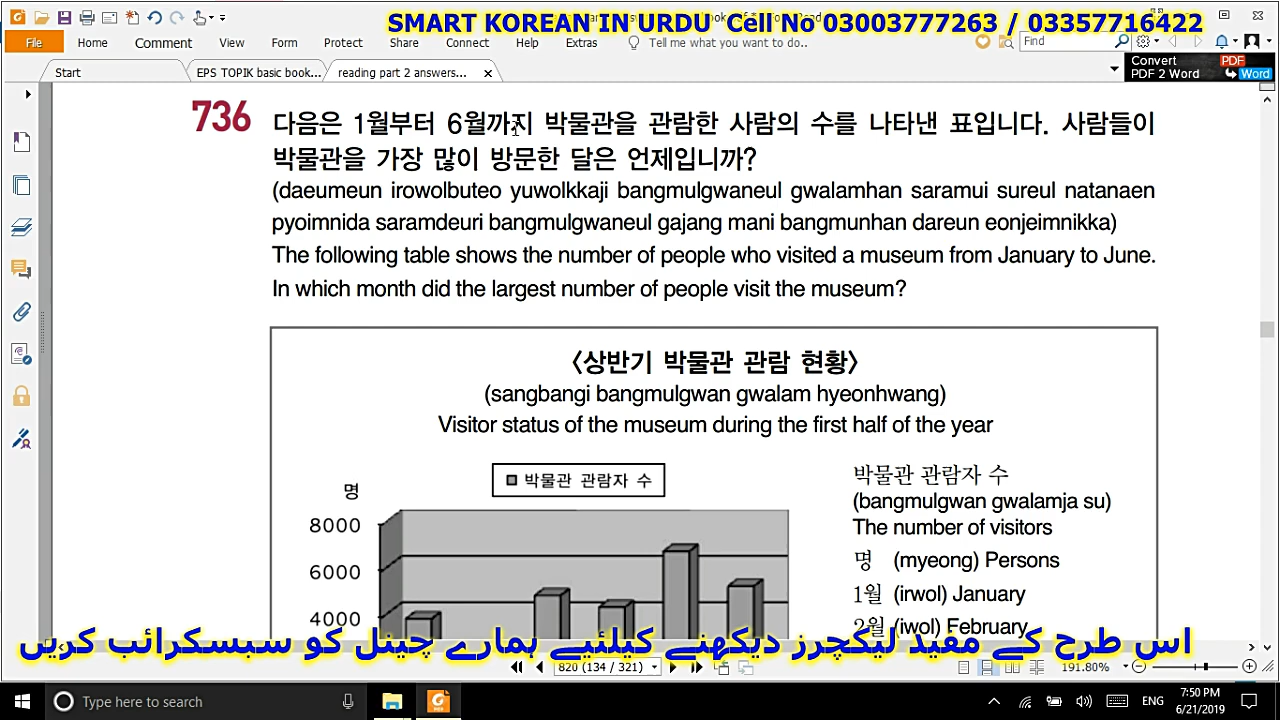 SMART KOREAN IN URDU Cell No 03003777263 / 03357716422
File Home Comment View Form Protect Share Connect Help Extras Tell me what you want to do.. Find
Start EPS TOPIK basic book... reading part 2 answers...
Convert PDF
PDF 2 Word Word
736 다음은 1월부터 6월까지 박물관을 관람한 사람의 수를 나타낸 표입니다. 사람들이
박물관을 가장 많이 방문한 달은 언제입니까?
(daeumeun irowolbuteo yuwolkkaji bangmulgwaneul gwalamhan saramui sureul natanaen
pyoimnida saramdeuri bangmulgwaneul gajang mani bangmunhan dareun eonjeimnikka)
The following table shows the number of people who visited a museum from January to June.
In which month did the largest number of people visit the museum?
〈상반기 박물관 관람 현황〉
(sangbangi bangmulgwan gwalam hyeonhwang)
Visitor status of the museum during the first half of the year
박물관 관람자 수
명
8000
6000
4000
박물관 관람자 수
(bangmulgwan gwalamja su)
The number of visitors
명 (myeong) Persons
1월 (irwol) January
2월 (iwol) February
اس طرح کے مفید لیکچرز دیکھنے کیلئیے ہمارے چینل کو سبسکرائب کریں
820 (134 / 321) 191.80%
Type here to search
ENG
7:50 PM
6/21/2019